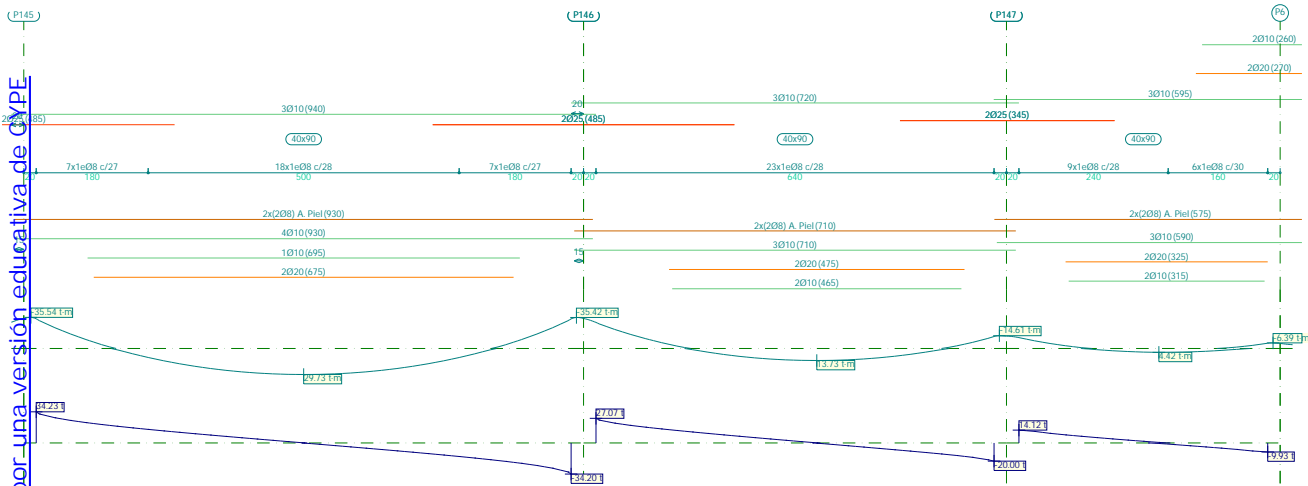 P145 P146 P147 P6
2Ø10(260)
2Ø20(270)
3Ø10(940) 20 3Ø10(720) 3Ø10(595)
2Ø25(485) 2Ø25(485) 2Ø25(345)
40x90 40x90 40x90
7x1eØ8 c/27 18x1eØ8 c/28 7x1eØ8 c/27 23x1eØ8 c/28 9x1eØ8 c/28 6x1eØ8 c/30
20 180 500 180 20 20 640 20 20 240 160 20
2x(2Ø8) A. Piel(930) 2x(2Ø8) A. Piel(710) 2x(2Ø8) A. Piel(575)
4Ø10(930) 3Ø10(710) 3Ø10(590)
1Ø10(695) 15 2Ø20(475) 2Ø20(325)
2Ø20(675) 2Ø10(465) 2Ø10(315)
-35.54 t·m -35.42 t·m -14.61 t·m -6.39 t·m
29.73 t·m 13.73 t·m 4.42 t·m
34.23 t 27.07 t 14.12 t
-34.20 t -20.00 t -9.93 t
por una versión educativa de CYPE